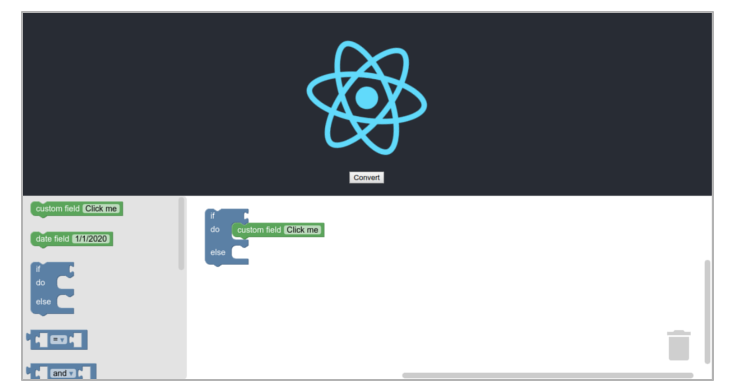 Convert
custom field Click me
date field 1/1/2020
if
do
else
= ▾
and ▾
if
do custom field Click me
else